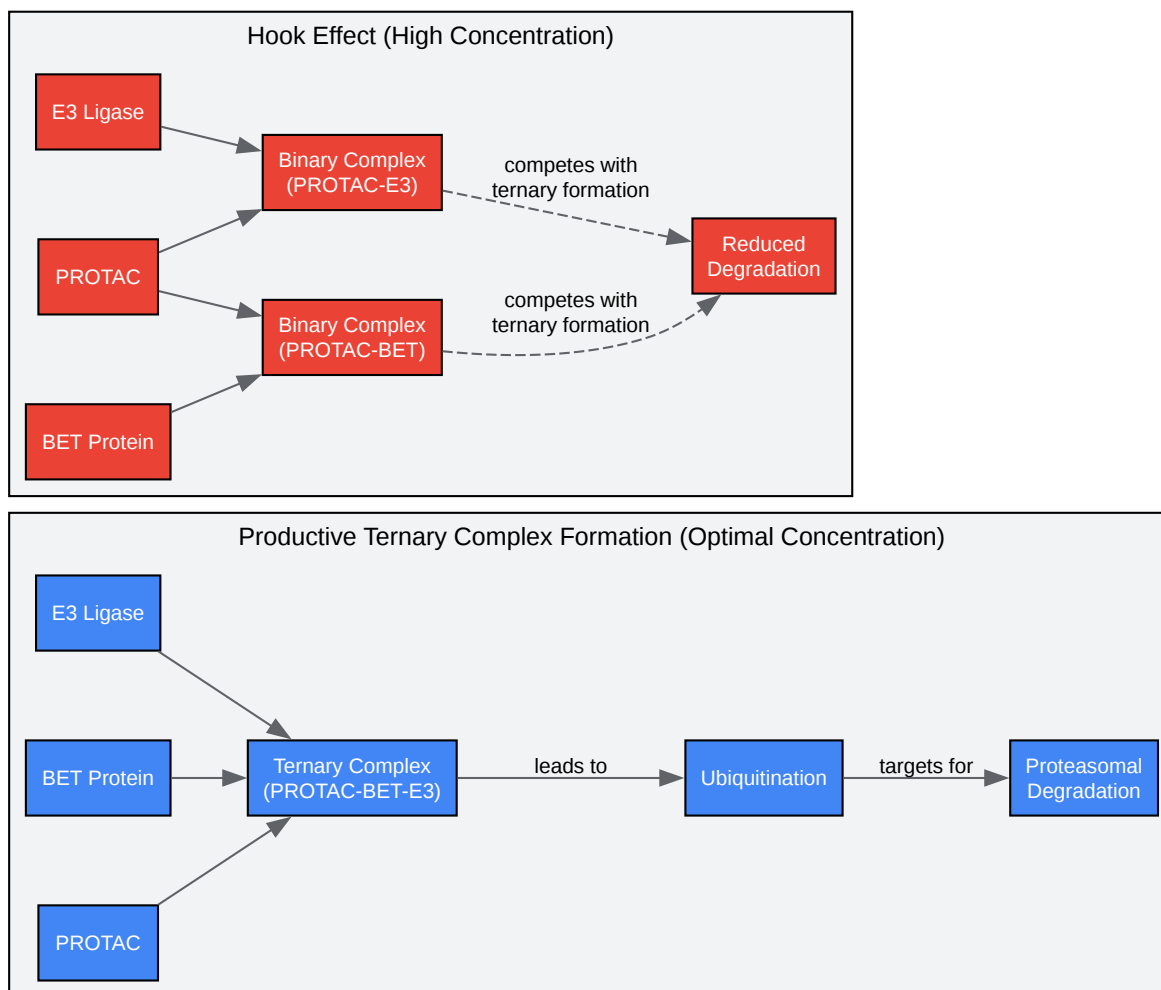 Hook Effect (High Concentration)
E3 Ligase
Binary Complex
(PROTAC-E3)
competes with
ternary formation
Reduced
Degradation
PROTAC
Binary Complex
(PROTAC-BET)
competes with
ternary formation
BET Protein
Productive Ternary Complex Formation (Optimal Concentration)
E3 Ligase
BET Protein
Ternary Complex
(PROTAC-BET-E3)
leads to
Ubiquitination
targets for
Proteasomal
Degradation
PROTAC